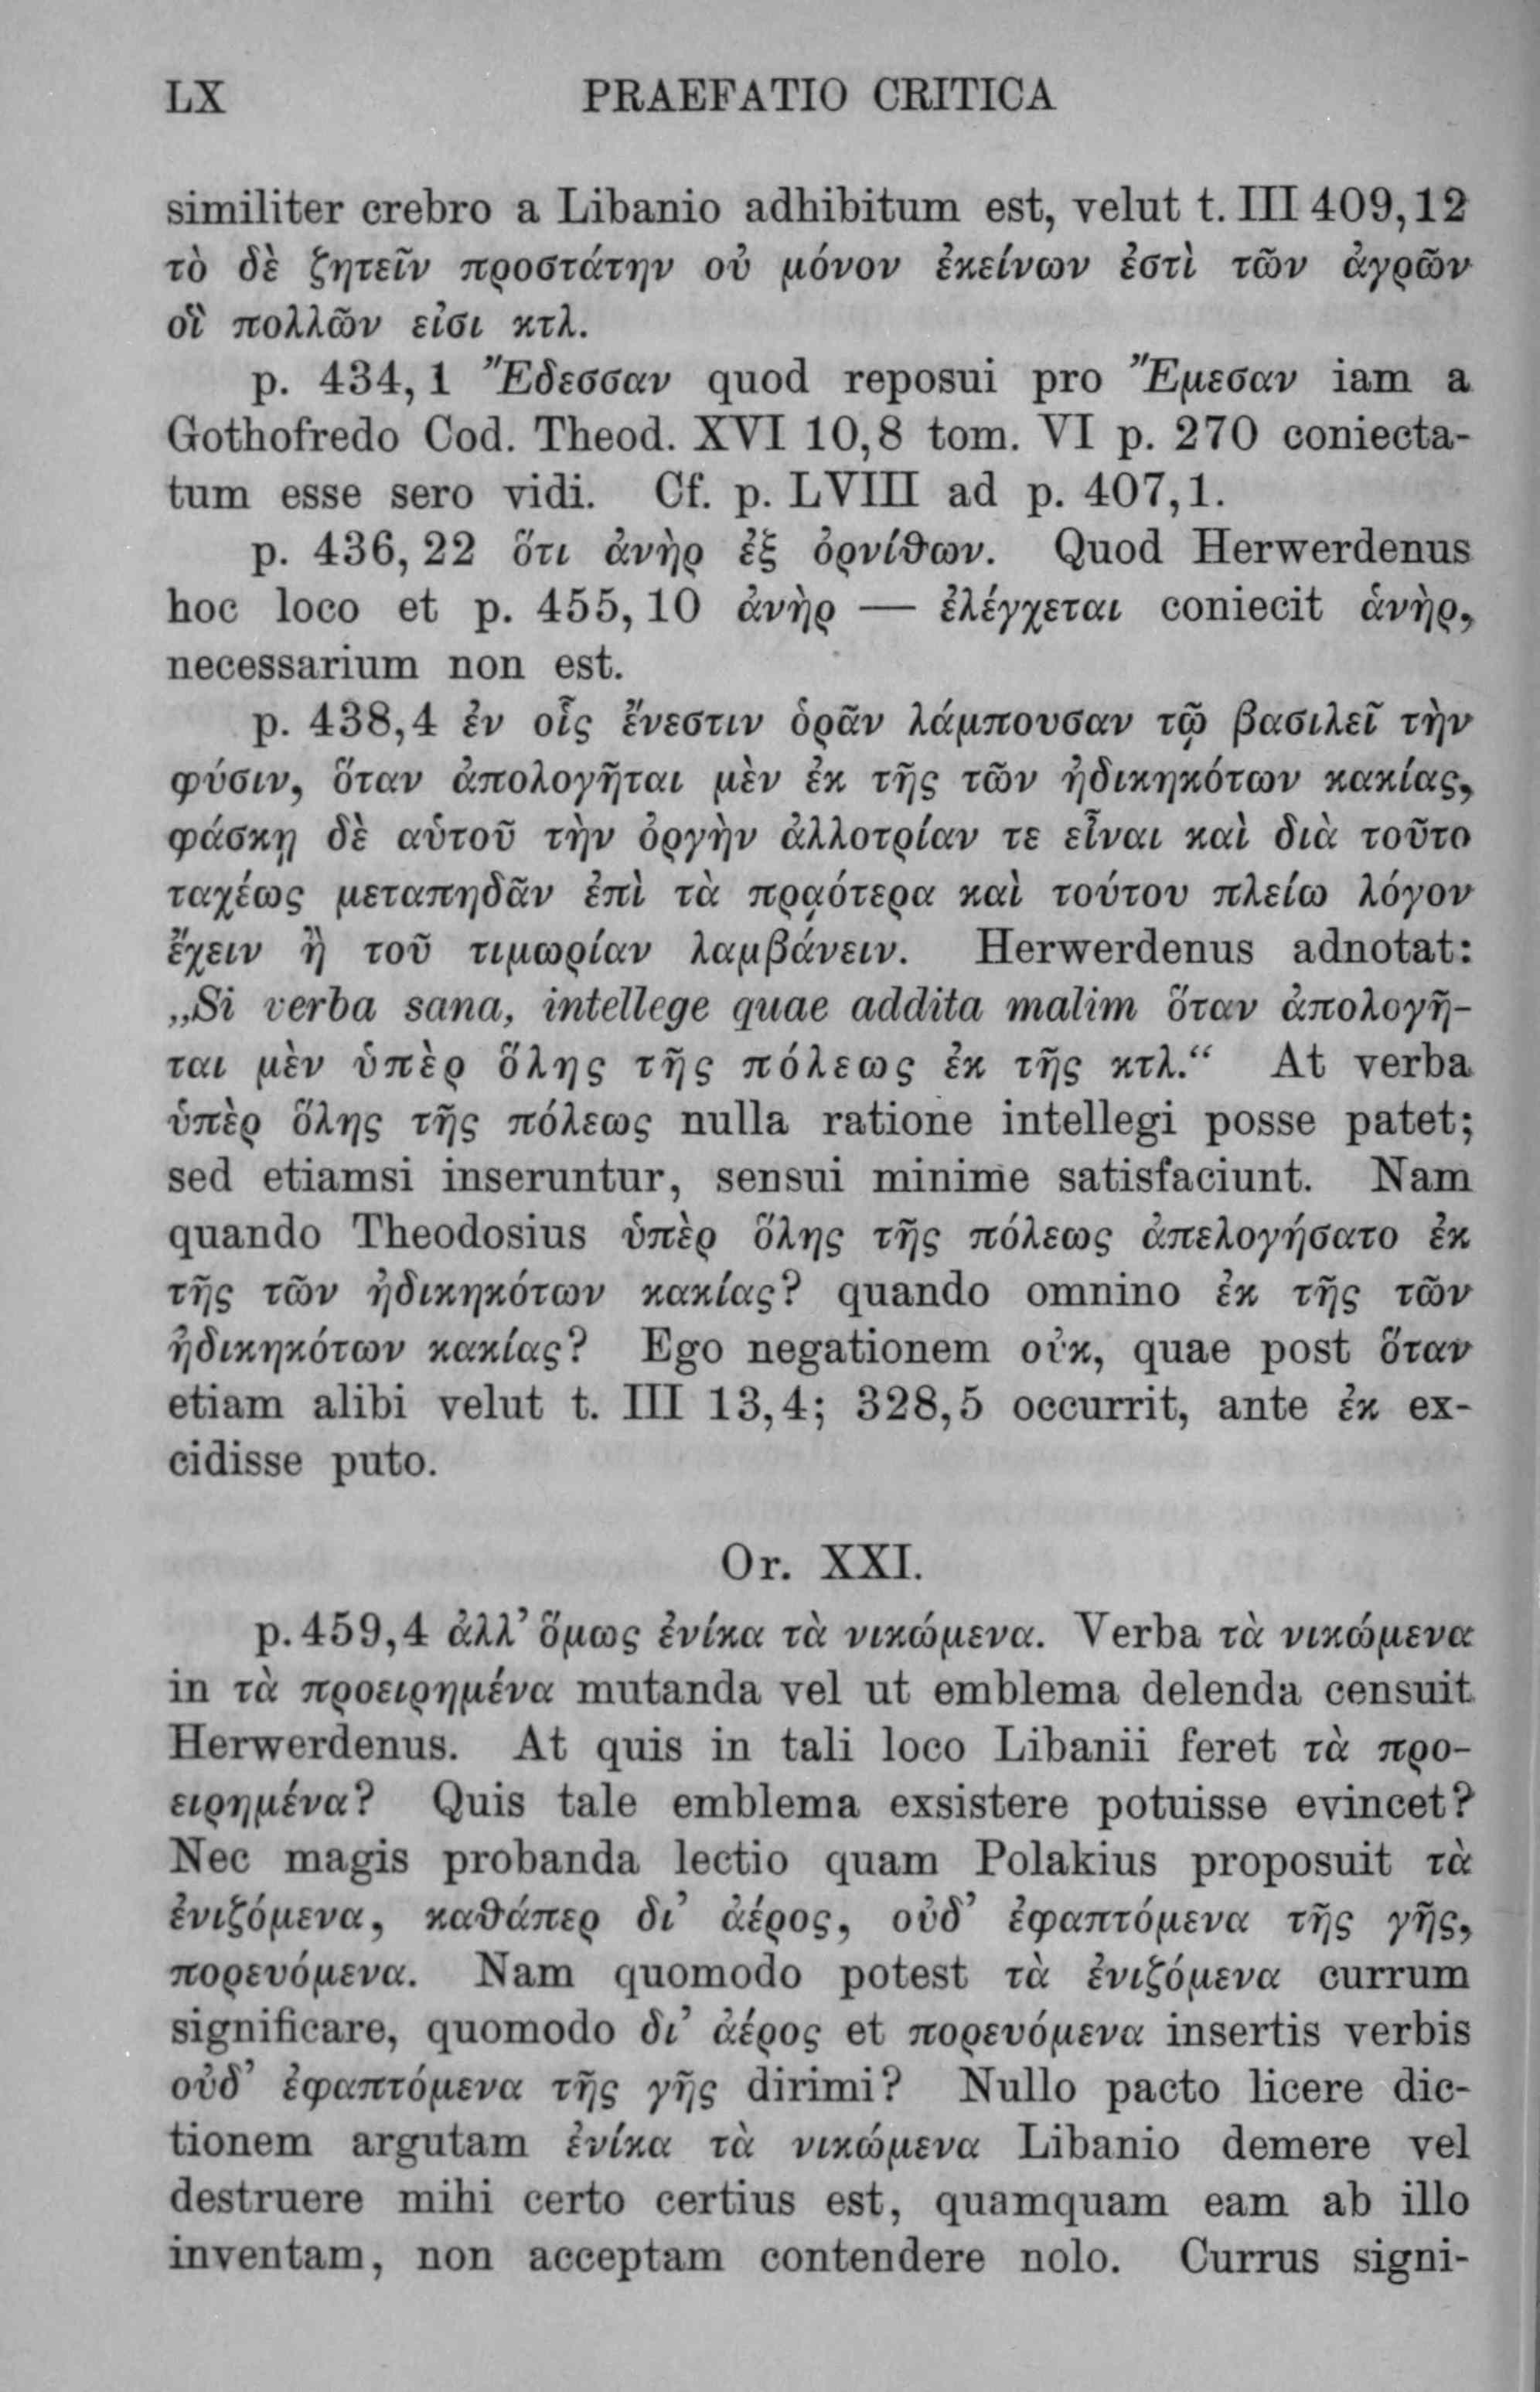 LX PRAEFATIO CRITICA
similiter crebro a Libanio adhibitum est, velut t. III 409, 12
τὸ δὲ ζητεῖν προστάτην οὐ μόνον ἐκείνων ἐστὶ τῶν ἀγρῶν
οἳ πολλῶν εἰσι κτλ.
p. 434, 1 Ἔδεσσαν quod reposui pro Ἔμεσαν iam a
Gothofredo Cod. Theod. XVI 10,8 tom. VI p. 270 coniecta-
tum esse sero vidi. Cf. p. LVIII ad p. 407,1.
p. 436, 22 ὅτι ἀνὴρ ἐξ ὀρνίθων. Quod Herwerdenus
hoc loco et p. 455, 10 ἀνὴρ — ἐλέγχεται coniecit ἁνὴρ,
necessarium non est.
p. 438,4 ἐν οἷς ἔνεστιν ὁρᾶν λάμπουσαν τῷ βασιλεῖ τὴν
φύσιν, ὅταν ἀπολογῆται μὲν ἐκ τῆς τῶν ἠδικηκότων κακίας,
φάσκῃ δὲ αὑτοῦ τὴν ὀργὴν ἀλλοτρίαν τε εἶναι καὶ διὰ τοῦτο
ταχέως μεταπηδᾶν ἐπὶ τὰ πρᾳότερα καὶ τούτου πλείω λόγον
ἔχειν ἢ τοῦ τιμωρίαν λαμβάνειν. Herwerdenus adnotat:
„Si verba sana, intellege quae addita malim ὅταν ἀπολογῆ-
ται μὲν ὑπὲρ ὅλης τῆς πόλεως ἐκ τῆς κτλ.“ At verba
ὑπὲρ ὅλης τῆς πόλεως nulla ratione intellegi posse patet;
sed etiamsi inseruntur, sensui minime satisfaciunt. Nam
quando Theodosius ὑπὲρ ὅλης τῆς πόλεως ἀπελογήσατο ἐκ
τῆς τῶν ἠδικηκότων κακίας? quando omnino ἐκ τῆς τῶν
ἠδικηκότων κακίας? Ego negationem οὐκ, quae post ὅταν
etiam alibi velut t. III 13,4; 328,5 occurrit, ante ἐκ ex-
cidisse puto.
Or. XXI.
p. 459,4 ἀλλ’ ὅμως ἐνίκα τὰ νικώμενα. Verba τὰ νικώμενα
in τὰ προειρημένα mutanda vel ut emblema delenda censuit
Herwerdenus. At quis in tali loco Libanii feret τὰ προ-
ειρημένα? Quis tale emblema exsistere potuisse evincet?
Nec magis probanda lectio quam Polakius proposuit τὰ
ἐνιζόμενα, καθάπερ δι’ ἀέρος, οὐδ’ ἐφαπτόμενα τῆς γῆς,
πορευόμενα. Nam quomodo potest τὰ ἐνιζόμενα currum
significare, quomodo δι’ ἀέρος et πορευόμενα insertis verbis
οὐδ’ ἐφαπτόμενα τῆς γῆς dirimi? Nullo pacto licere dic-
tionem argutam ἐνίκα τὰ νικώμενα Libanio demere vel
destruere mihi certo certius est, quamquam eam ab illo
inventam, non acceptam contendere nolo. Currus signi-